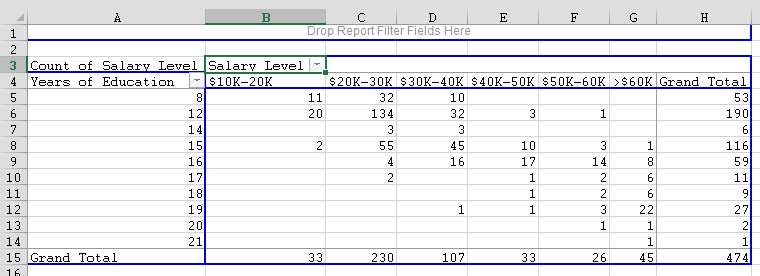 A B C D E F G H
1 Drop Report Filter Fields Here
2
3 Count of Salary Level Salary Level
4 Years of Education $10K-20K $20K-30K $30K-40K $40K-50K $50K-60K >$60K Grand Total
5 8 11 32 10 53
6 12 20 134 32 3 1 190
7 14 3 3 6
8 15 2 55 45 10 3 1 116
9 16 4 16 17 14 8 59
10 17 2 1 2 6 11
11 18 1 2 6 9
12 19 1 1 3 22 27
13 20 1 1 2
14 21 1 1
15 Grand Total 33 230 107 33 26 45 474
16